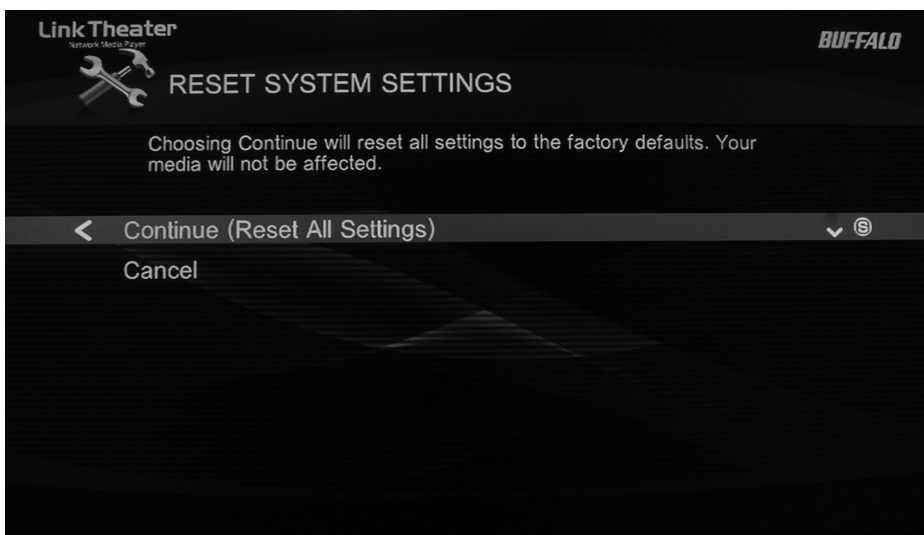 LinkTheater
Network Media Player
BUFFALO
RESET SYSTEM SETTINGS
Choosing Continue will reset all settings to the factory defaults. Your
media will not be affected.
< Continue (Reset All Settings) S
Cancel